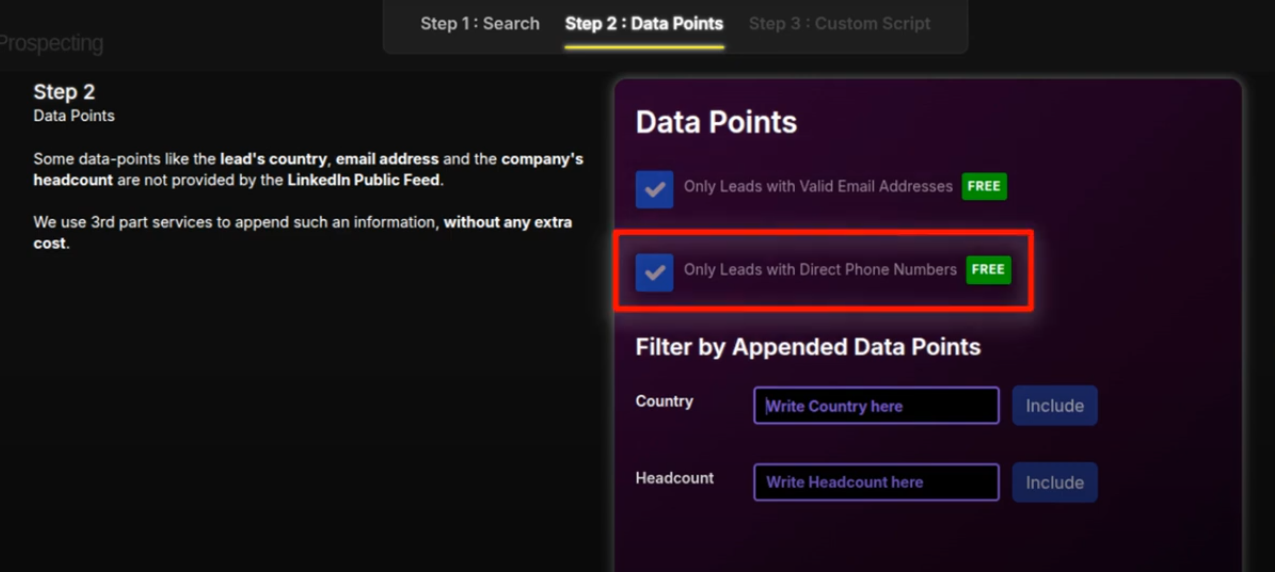 Step 1 : Search
Step 2 : Data Points
Step 3 : Custom Script
Prospecting
Step 2
Data Points
Some data-points like the lead's country, email address and the company's
headcount are not provided by the LinkedIn Public Feed.
We use 3rd part services to append such an information, without any extra
cost.
Data Points
Only Leads with Valid Email Addresses FREE
Only Leads with Direct Phone Numbers FREE
Filter by Appended Data Points
Country Write Country here Include
Headcount Write Headcount here Include